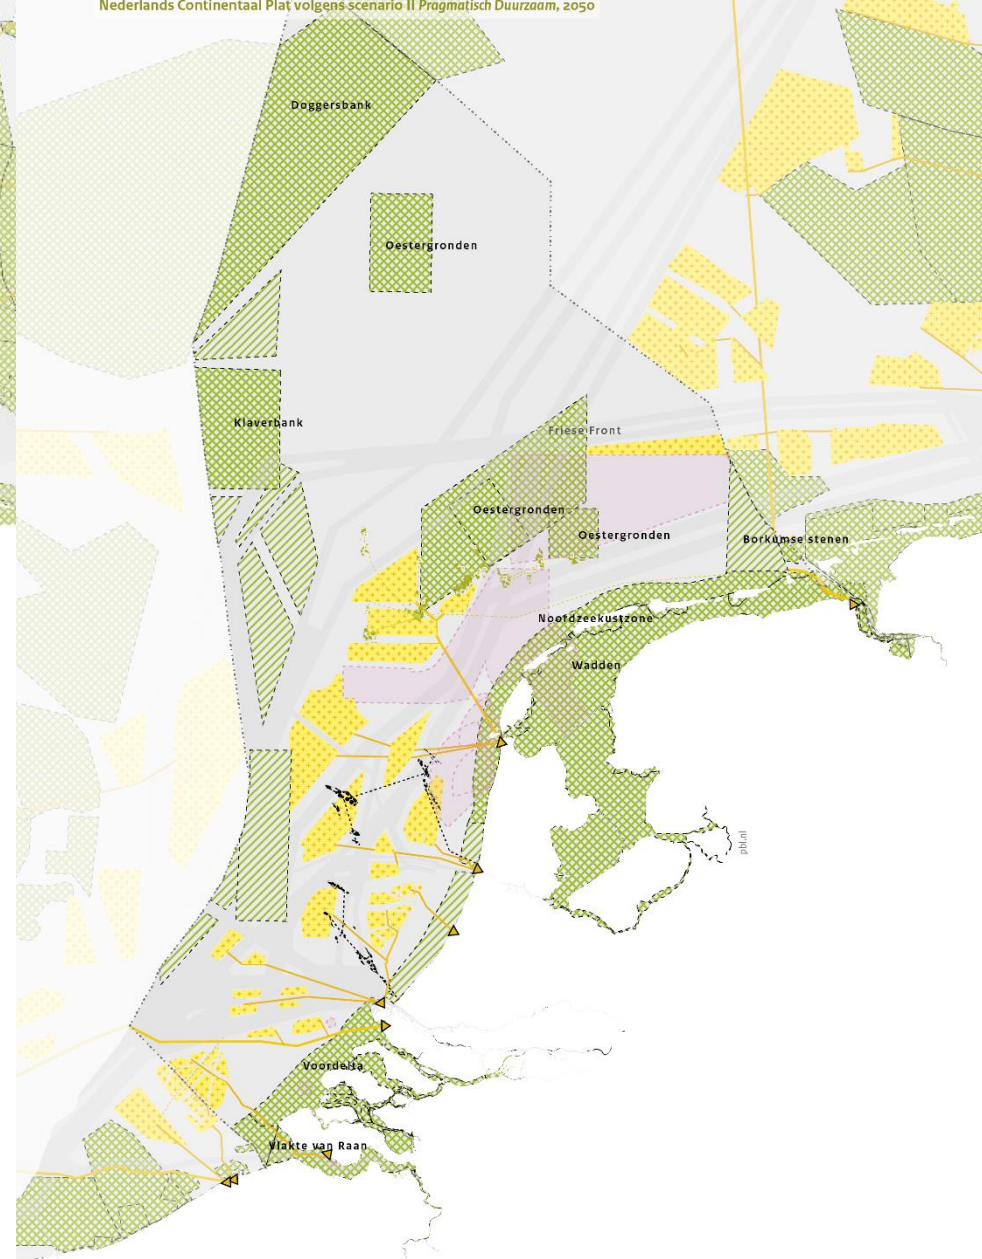 Nederlands Continentaal Plat volgens scenario II Pragmatisch Duurzaam, 2050
Doggersbank
Oestergronden
Klaverbank
Friese Front
Oestergronden
Oestergronden
Borkumse stenen
Noordzeekustzone
Wadden
pbl.nl
Voordelta
Vlakte van Raan